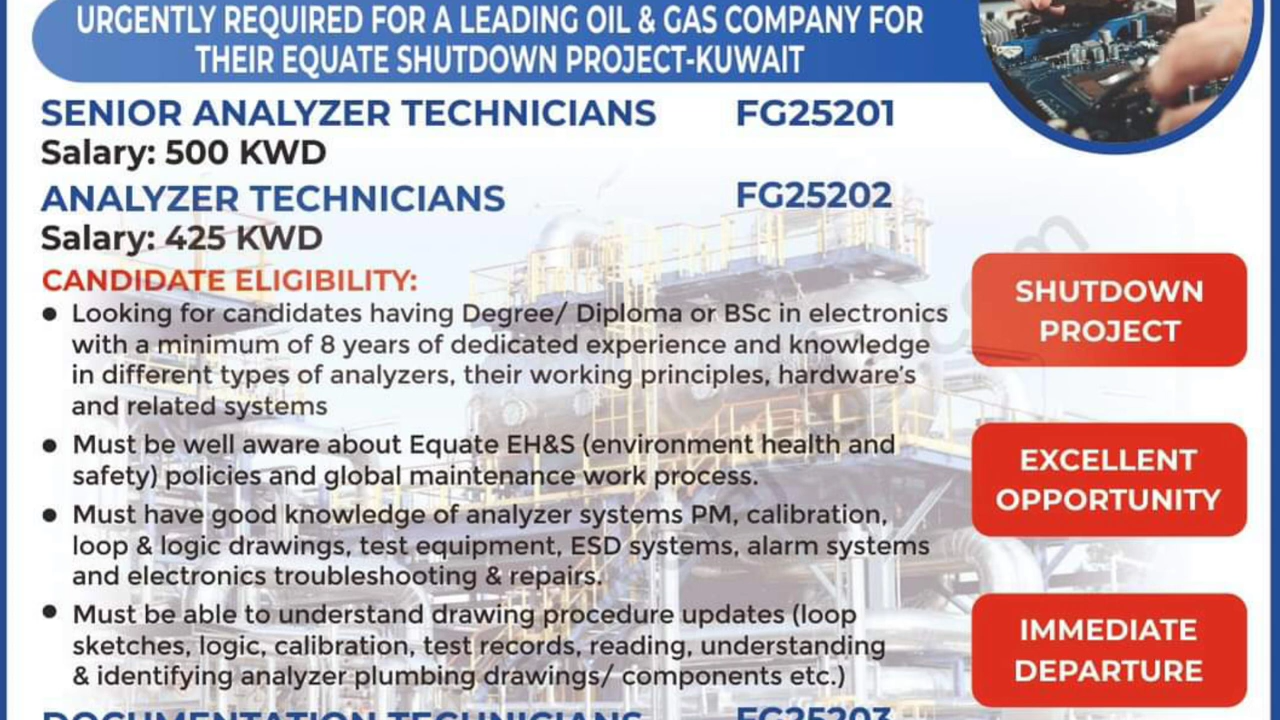 URGENTLY REQUIRED FOR A LEADING OIL & GAS COMPANY FOR
THEIR EQUATE SHUTDOWN PROJECT-KUWAIT
SENIOR ANALYZER TECHNICIANS FG25201
Salary: 500 KWD
ANALYZER TECHNICIANS FG25202
Salary: 425 KWD
CANDIDATE ELIGIBILITY:
• Looking for candidates having Degree/ Diploma or BSc in electronics
with a minimum of 8 years of dedicated experience and knowledge
in different types of analyzers, their working principles, hardware's
and related systems
• Must be well aware about Equate EH&S (environment health and
safety) policies and global maintenance work process.
• Must have good knowledge of analyzer systems PM, calibration,
loop & logic drawings, test equipment, ESD systems, alarm systems
and electronics troubleshooting & repairs.
• Must be able to understand drawing procedure updates (loop
sketches, logic, calibration, test records, reading, understanding
& identifying analyzer plumbing drawings/ components etc.)
DOCUMENTATION TECHNICIANS FG25203
SHUTDOWN
PROJECT
EXCELLENT
OPPORTUNITY
IMMEDIATE
DEPARTURE